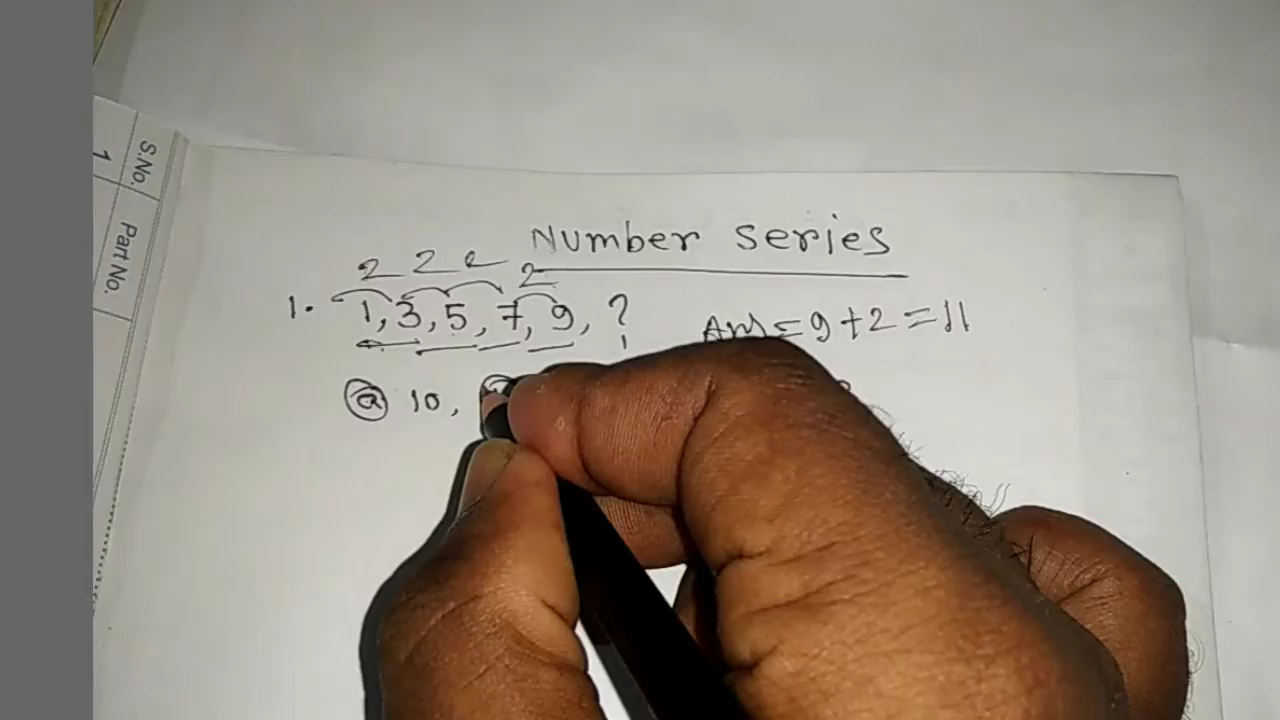 S.No.
1
Part No.
Number Series
2 2 2 2
1. 1, 3, 5, 7, 9, ?
Ans = 9+2 = 11
(a) 10,